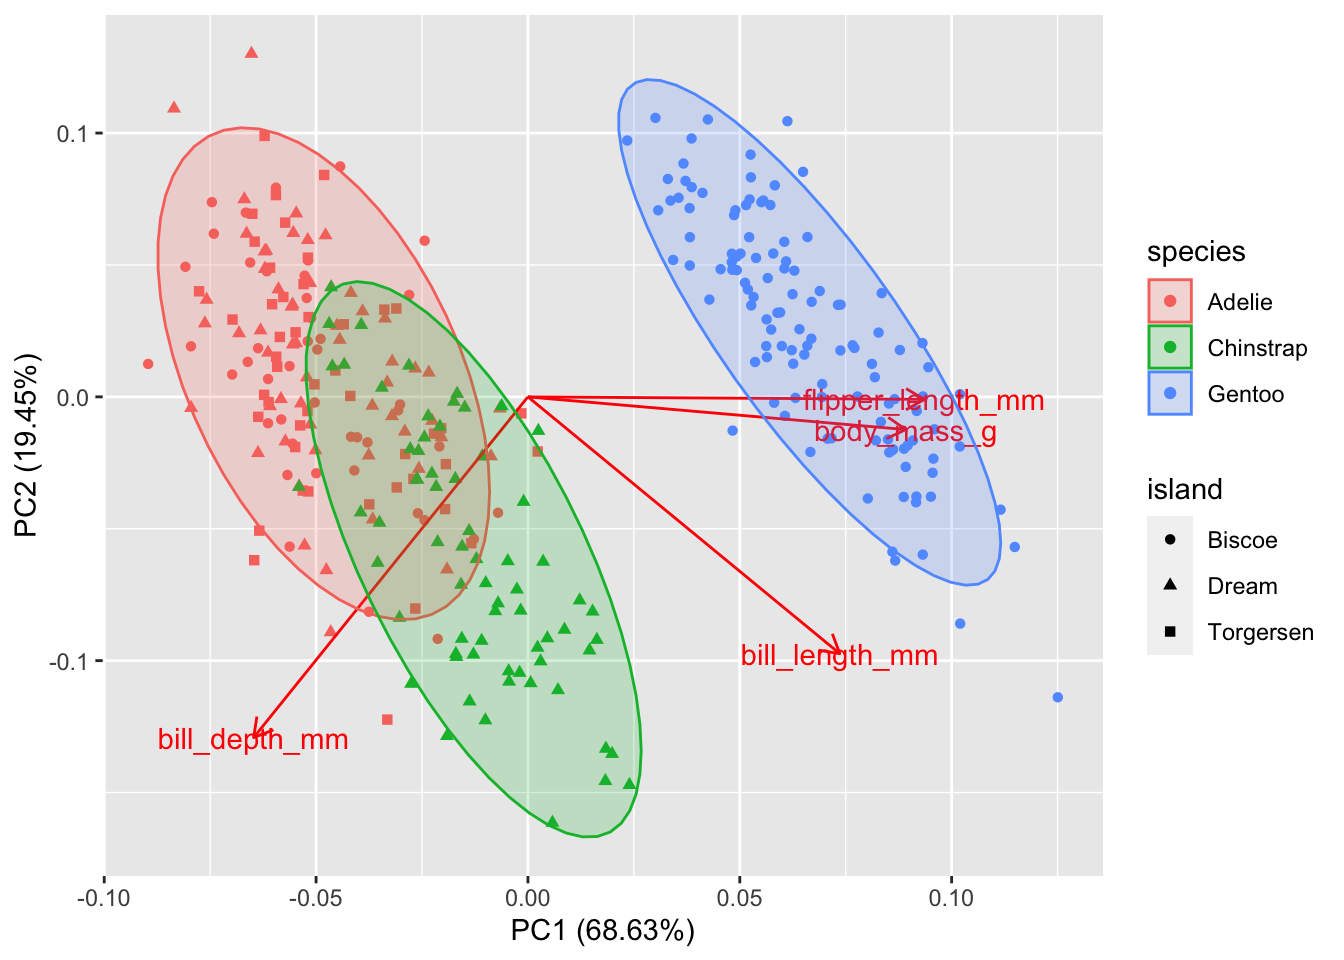 0.1
0.0
-0.1
PC2 (19.45%)
-0.10
-0.05
0.00
0.05
0.10
PC1 (68.63%)
flipper_length_mm
body_mass_g
bill_length_mm
bill_depth_mm
species
Adelie
Chinstrap
Gentoo
island
Biscoe
Dream
Torgersen